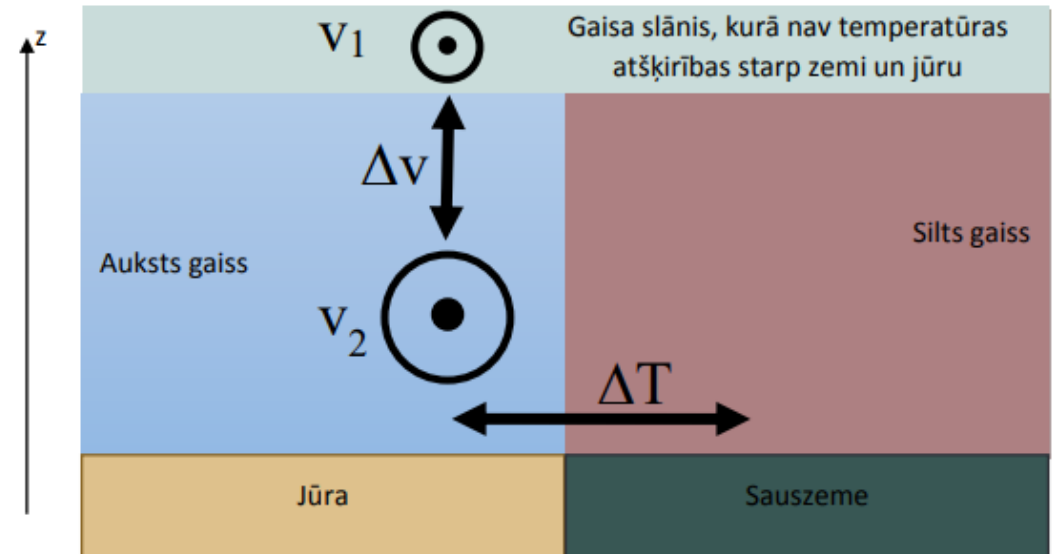 z
v₁
Gaisa slānis, kurā nav temperatūras
atšķirības starp zemi un jūru
Δv
Silts gaiss
Auksts gaiss
v₂
ΔT
Jūra
Sauszeme